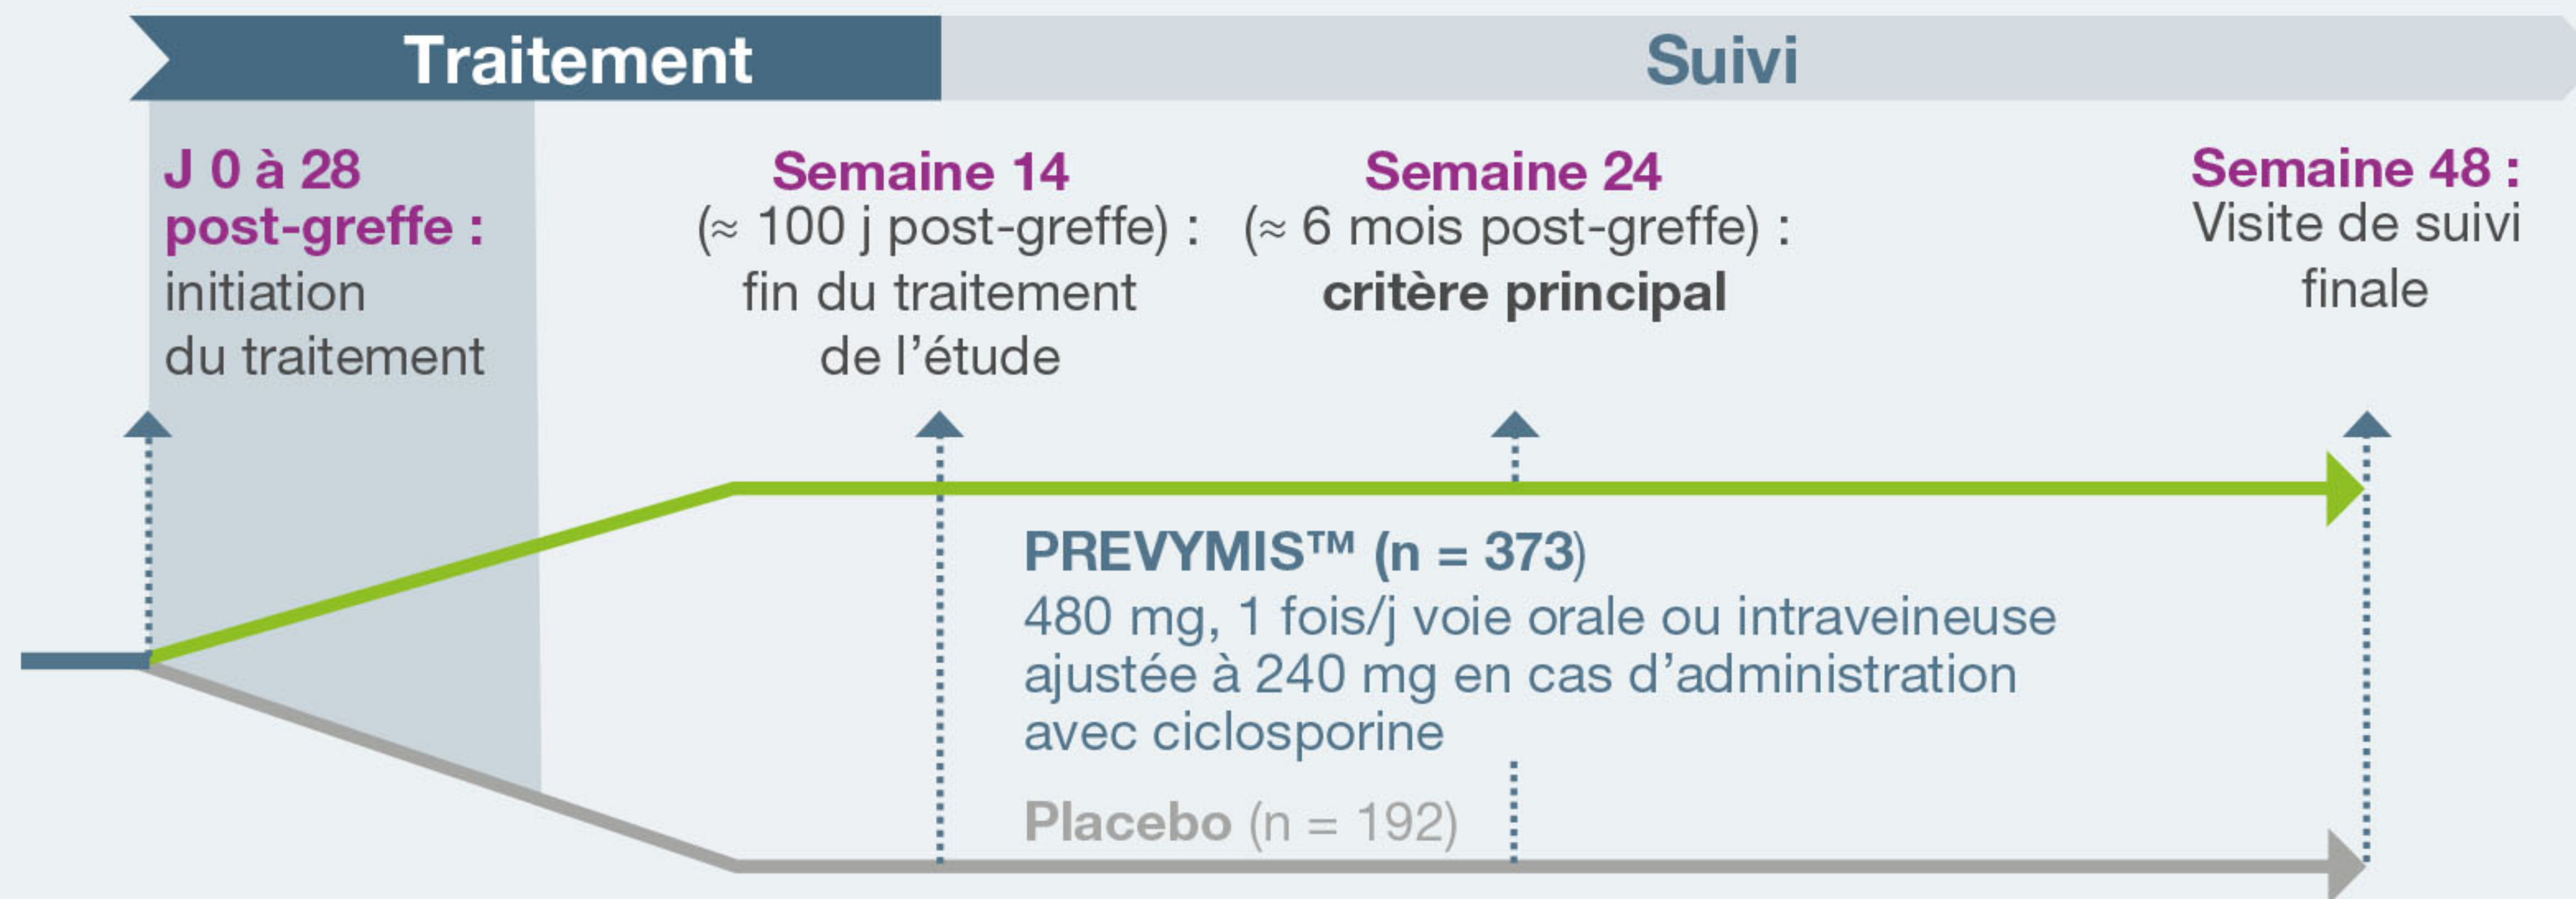 Traitement
Suivi
J 0 à 28
post-greffe :
initiation
du traitement
Semaine 14
(≈ 100 j post-greffe) :
fin du traitement
de l’étude
Semaine 24
(≈ 6 mois post-greffe) :
critère principal
Semaine 48 :
Visite de suivi
finale
PREVYMIS™ (n = 373)
480 mg, 1 fois/j voie orale ou intraveineuse
ajustée à 240 mg en cas d’administration
avec ciclosporine
Placebo (n = 192)